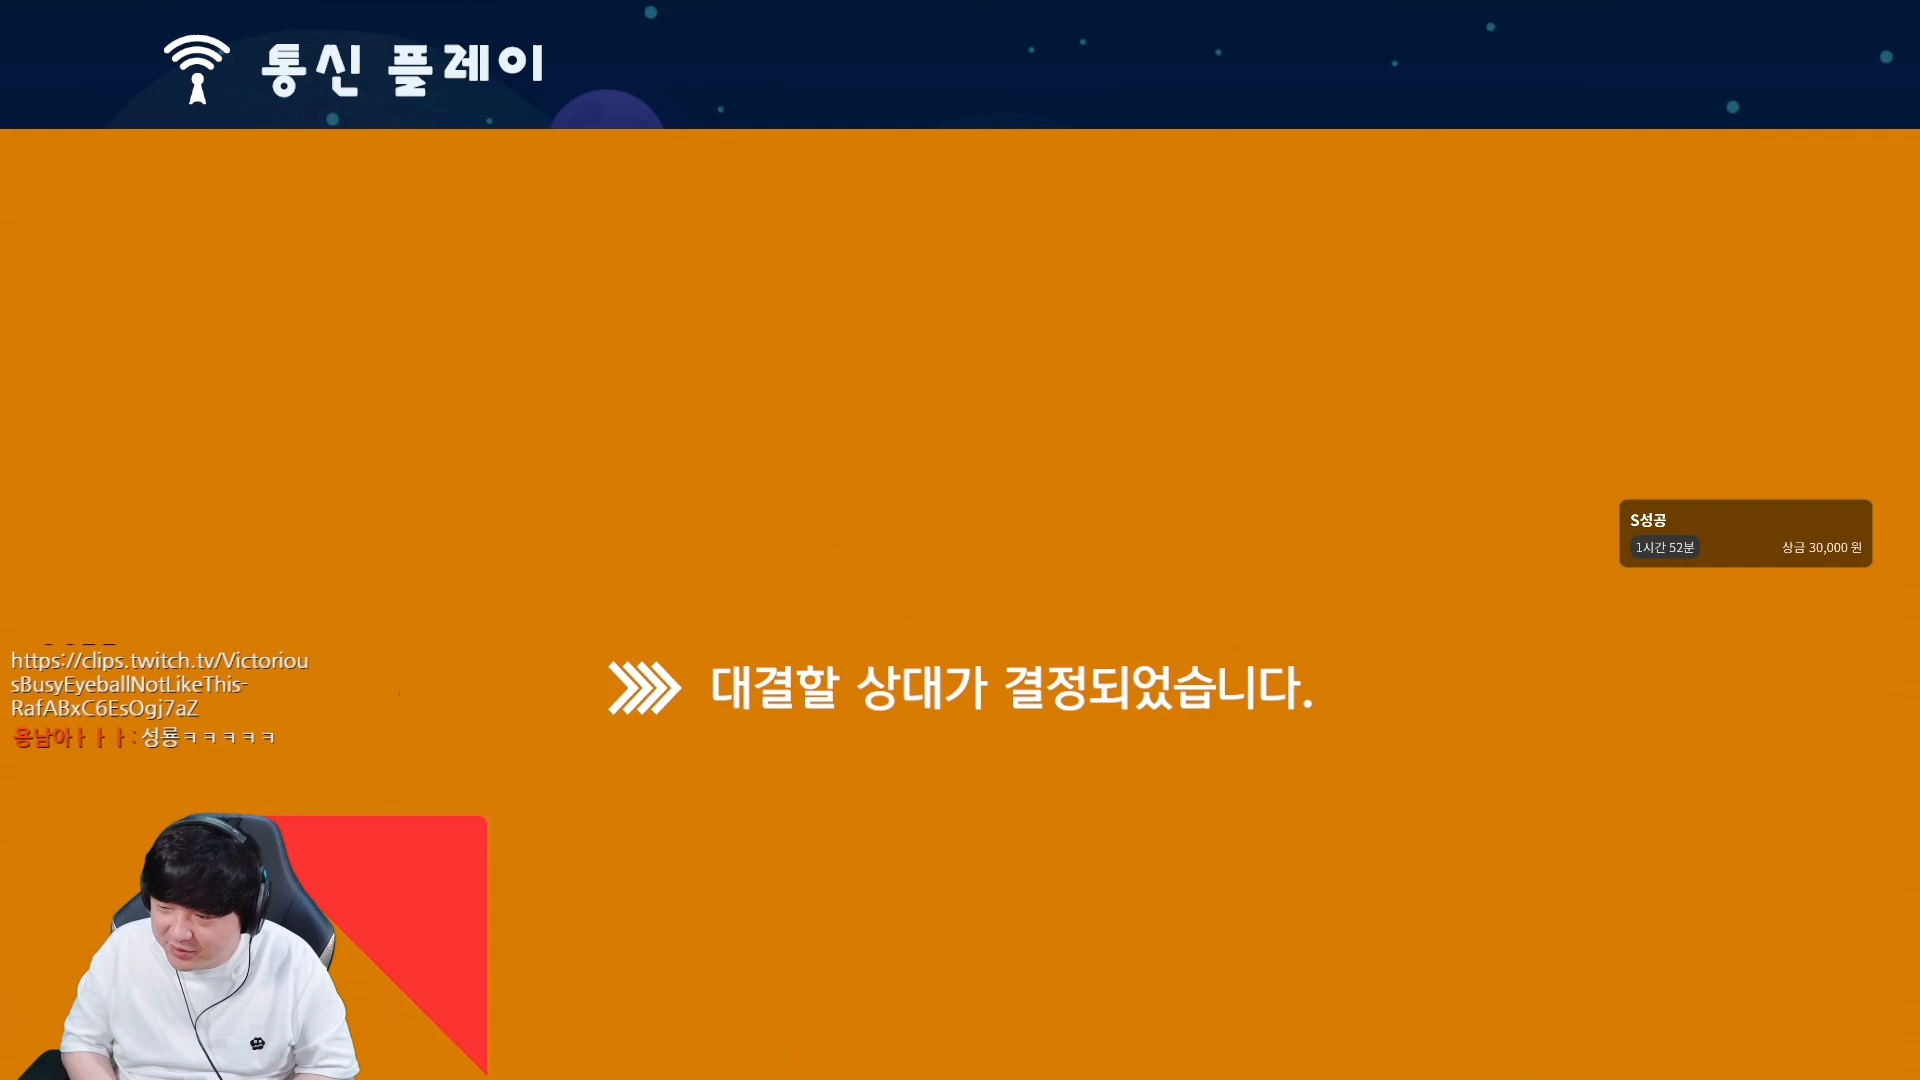 통신 플레이
S성공
1시간 52분 상금 30,000 원
https://clips.twitch.tv/Victoriou
sBusyEyeballNotLikeThis-
RafABxC6EsOgj7aZ
용남아ㅏㅏㅏ: 성룡ㅋㅋㅋㅋㅋ
대결할 상대가 결정되었습니다.